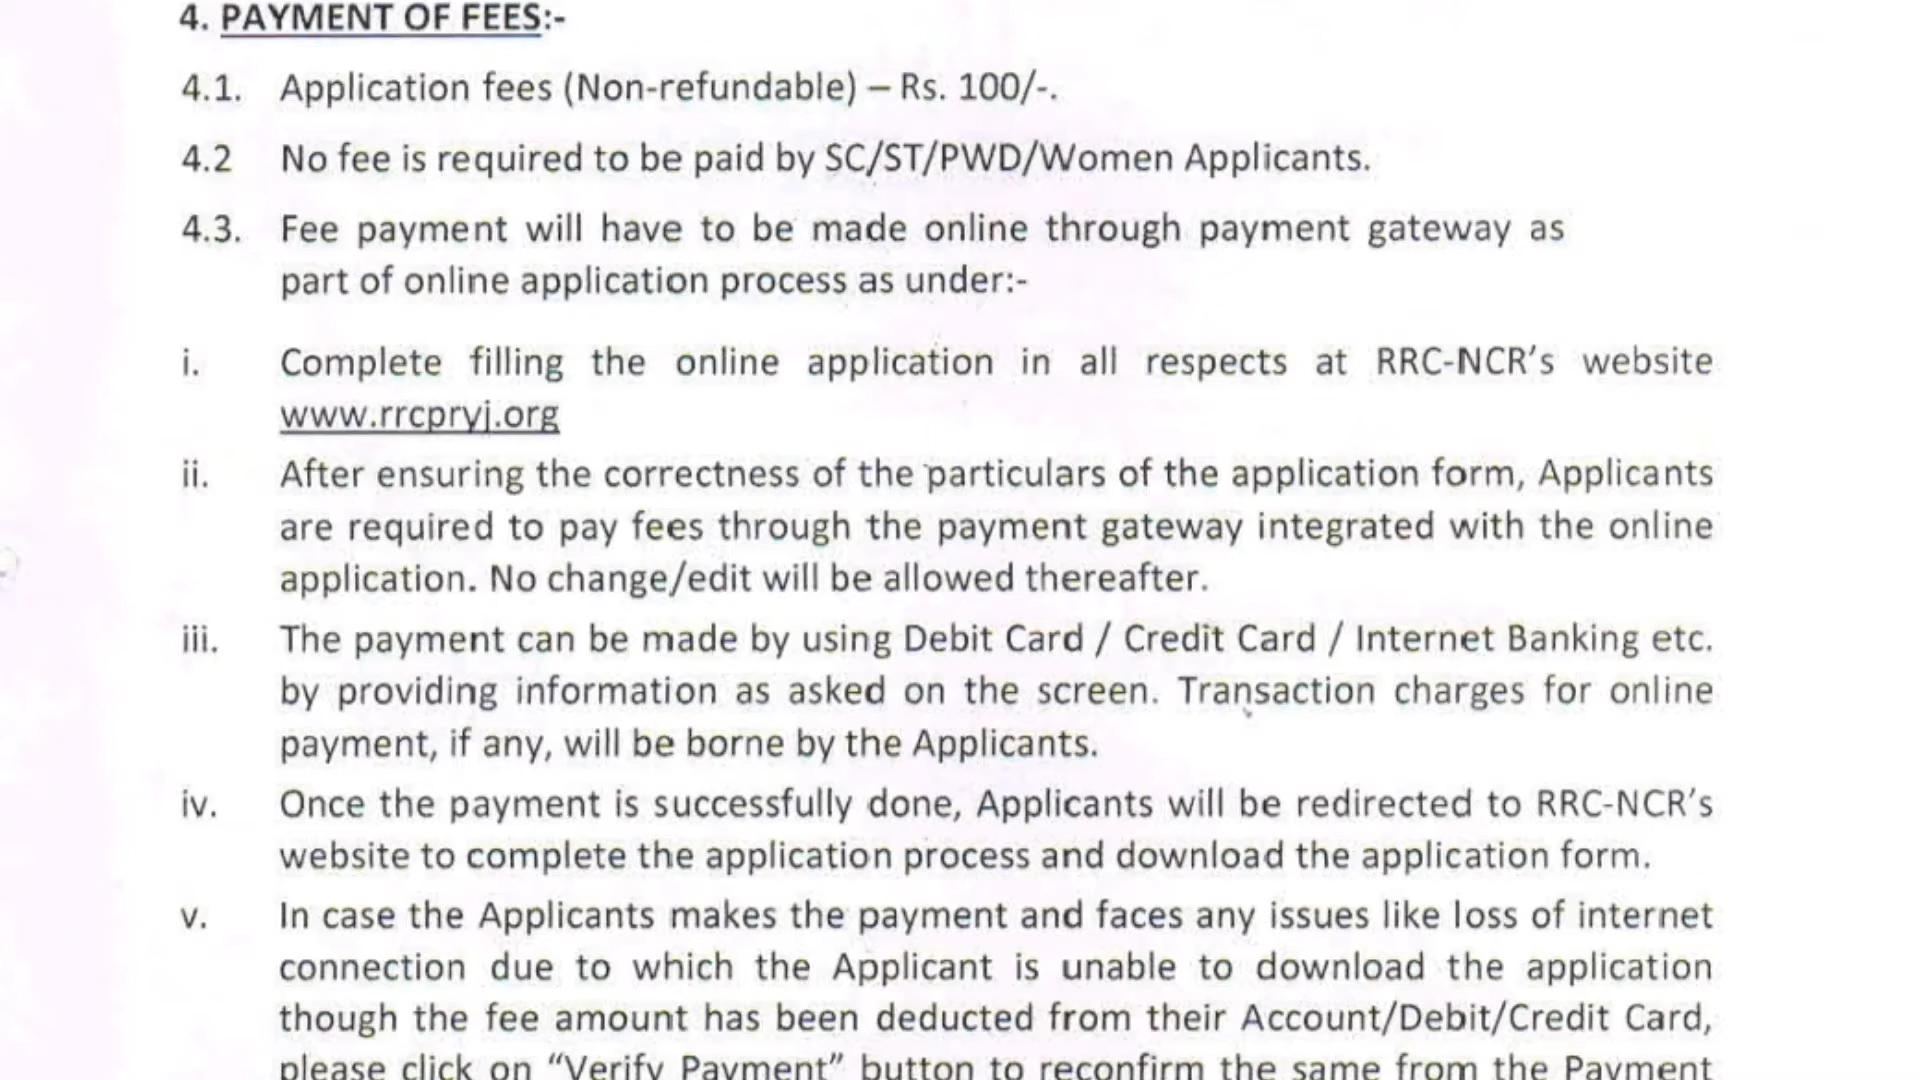 4. PAYMENT OF FEES:-
4.1. Application fees (Non-refundable) – Rs. 100/-.
4.2 No fee is required to be paid by SC/ST/PWD/Women Applicants.
4.3. Fee payment will have to be made online through payment gateway as
part of online application process as under:-
i. Complete filling the online application in all respects at RRC-NCR's website
www.rrcpryj.org
ii. After ensuring the correctness of the particulars of the application form, Applicants
are required to pay fees through the payment gateway integrated with the online
application. No change/edit will be allowed thereafter.
iii. The payment can be made by using Debit Card / Credit Card / Internet Banking etc.
by providing information as asked on the screen. Transaction charges for online
payment, if any, will be borne by the Applicants.
iv. Once the payment is successfully done, Applicants will be redirected to RRC-NCR's
website to complete the application process and download the application form.
v. In case the Applicants makes the payment and faces any issues like loss of internet
connection due to which the Applicant is unable to download the application
though the fee amount has been deducted from their Account/Debit/Credit Card,
please click on “Verify Payment” button to reconfirm the same from the Payment